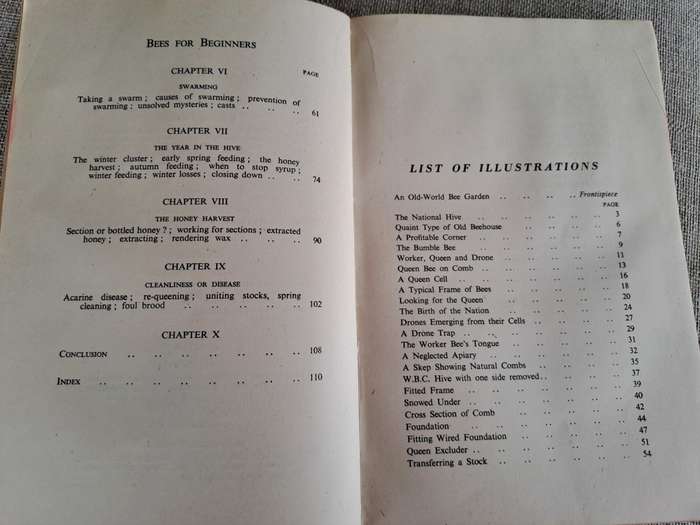 BEES FOR BEGINNERS
CHAPTER VI PAGE
SWARMING
Taking a swarm ; causes of swarming ; prevention of
swarming ; unsolved mysteries ; casts .. .. .. 61
CHAPTER VII
THE YEAR IN THE HIVE
The winter cluster ; early spring feeding ; the honey
harvest ; autumn feeding ; when to stop syrup ;
winter feeding ; winter losses ; closing down .. .. 74
CHAPTER VIII
THE HONEY HARVEST
Section or bottled honey ? ; working for sections ; extracted
honey ; extracting ; rendering wax .. .. .. 90
CHAPTER IX
CLEANLINESS OR DISEASE
Acarine disease ; re-queening ; uniting stocks, spring
cleaning ; foul brood .. .. .. .. .. 102
CHAPTER X
CONCLUSION .. .. .. .. .. .. .. 108
INDEX .. .. .. .. .. .. .. .. 110
LIST OF ILLUSTRATIONS
An Old-World Bee Garden .. .. .. .. Frontispiece
PAGE
The National Hive .. .. .. .. .. .. 3
Quaint Type of Old Beehouse .. .. .. .. 6
A Profitable Corner .. .. .. .. .. .. 7
The Bumble Bee .. .. .. .. .. .. 9
Worker, Queen and Drone .. .. .. .. .. 11
Queen Bee on Comb .. .. .. .. .. .. 13
A Queen Cell .. .. .. .. .. .. 16
A Typical Frame of Bees .. .. .. .. .. 18
Looking for the Queen .. .. .. .. .. 20
The Birth of the Nation .. .. .. .. .. 24
Drones Emerging from their Cells .. .. .. .. 27
A Drone Trap .. .. .. .. .. .. 29
The Worker Bee's Tongue .. .. .. .. .. 31
A Neglected Apiary .. .. .. .. .. .. 32
A Skep Showing Natural Combs .. .. .. .. 35
W.B.C. Hive with one side removed .. .. .. .. 37
Fitted Frame .. .. .. .. .. .. 39
Snowed Under .. .. .. .. .. .. 40
Cross Section of Comb .. .. .. .. .. 42
Foundation .. .. .. .. .. .. .. 44
Fitting Wired Foundation .. .. .. .. .. 47
Queen Excluder .. .. .. .. .. .. 51
Transferring a Stock .. .. .. .. .. .. 54